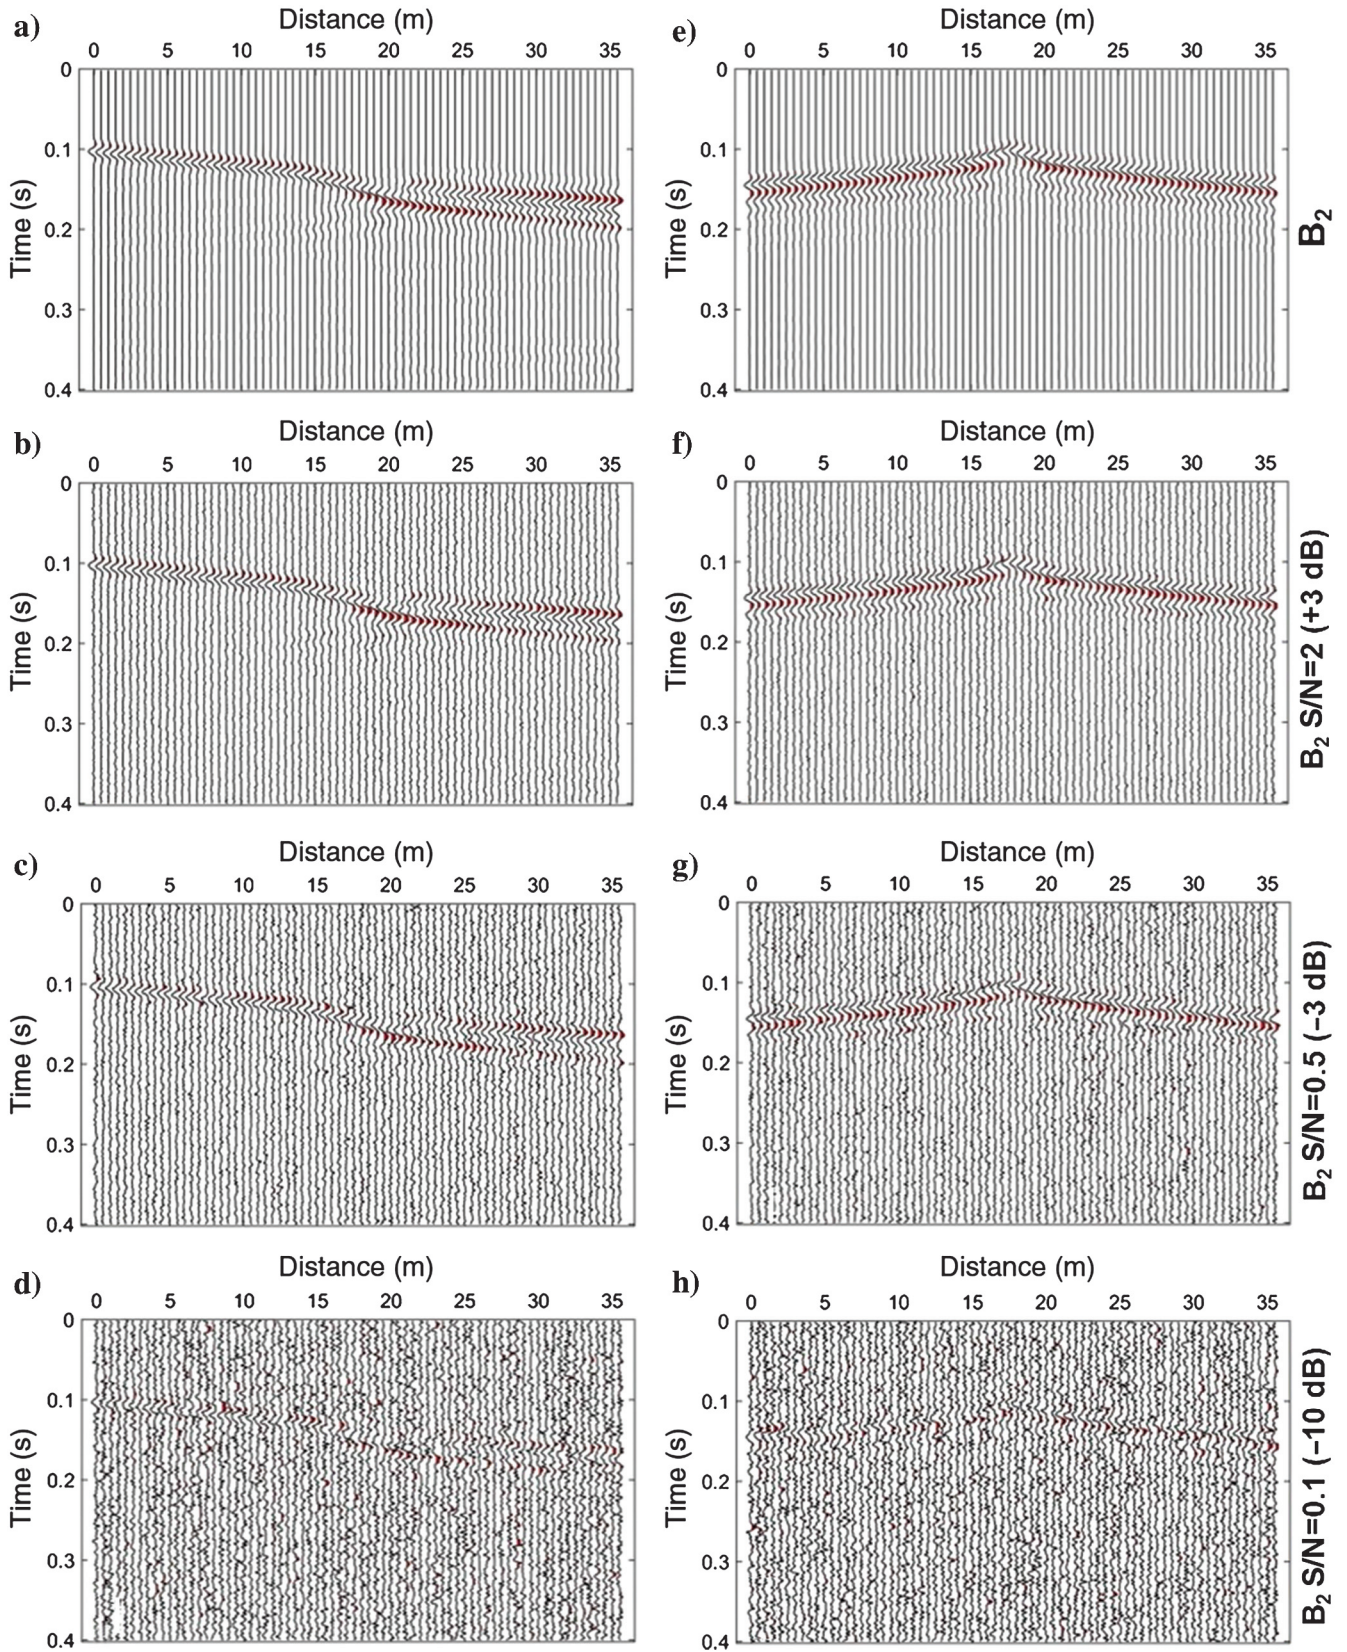 a)
Distance (m)
0 5 10 15 20 25 30 35
0
0.1
0.2
0.3
0.4
Time (s)
e)
Distance (m)
0 5 10 15 20 25 30 35
0
0.1
0.2
0.3
0.4
Time (s)
B₂
b)
Distance (m)
0 5 10 15 20 25 30 35
0
0.1
0.2
0.3
0.4
Time (s)
f)
Distance (m)
0 5 10 15 20 25 30 35
0
0.1
0.2
0.3
0.4
Time (s)
B₂ S/N=2 (+3 dB)
c)
Distance (m)
0 5 10 15 20 25 30 35
0
0.1
0.2
0.3
0.4
Time (s)
g)
Distance (m)
0 5 10 15 20 25 30 35
0
0.1
0.2
0.3
0.4
Time (s)
B₂ S/N=0.5 (−3 dB)
d)
Distance (m)
0 5 10 15 20 25 30 35
0
0.1
0.2
0.3
0.4
Time (s)
h)
Distance (m)
0 5 10 15 20 25 30 35
0
0.1
0.2
0.3
0.4
Time (s)
B₂ S/N=0.1 (−10 dB)